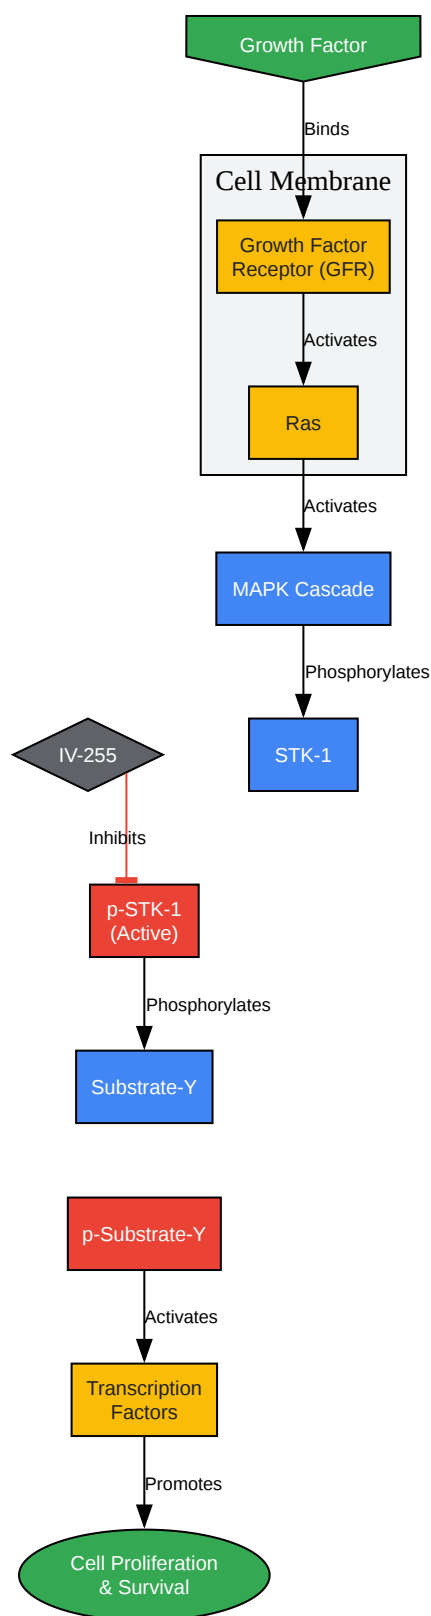 Growth Factor
Binds
Cell Membrane
Growth Factor
Receptor (GFR)
Activates
Ras
Activates
MAPK Cascade
Phosphorylates
IV-255
STK-1
Inhibits
p-STK-1
(Active)
Phosphorylates
Substrate-Y
p-Substrate-Y
Activates
Transcription
Factors
Promotes
Cell Proliferation
& Survival